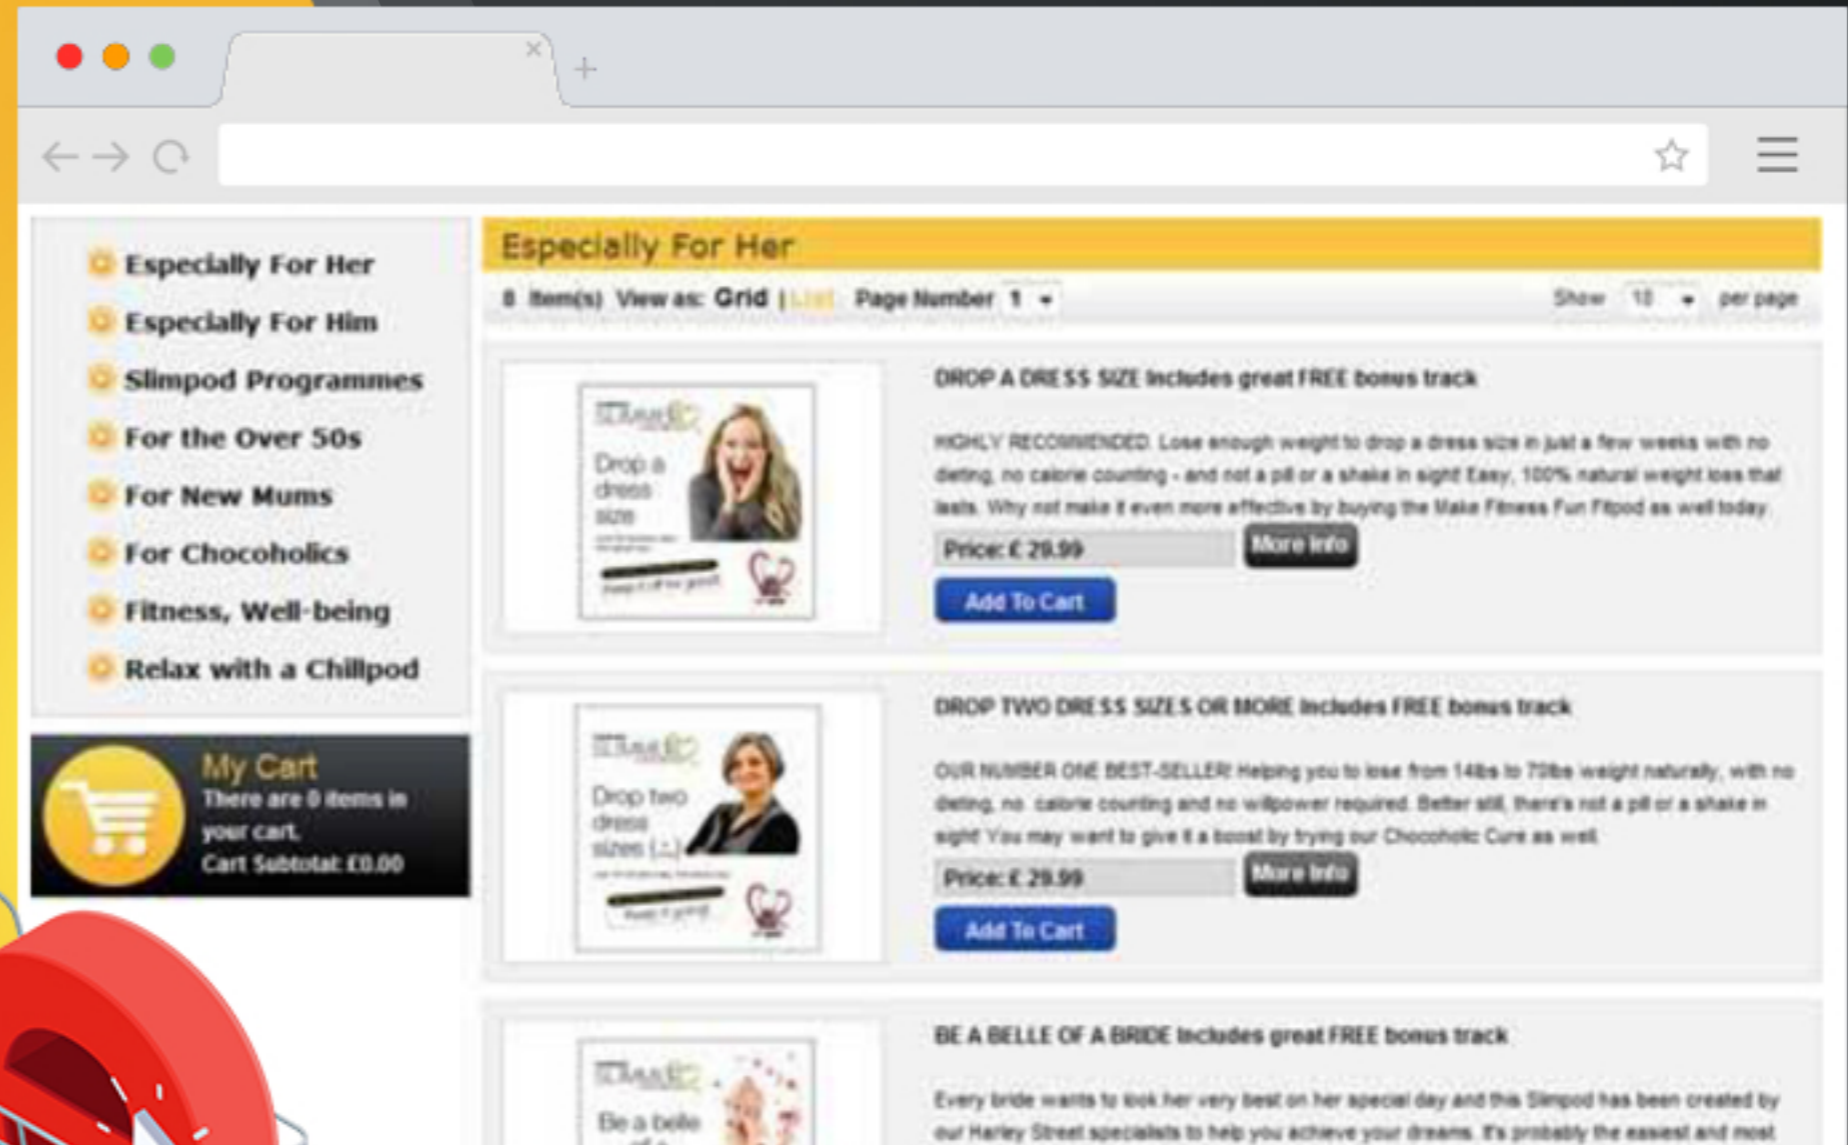 Especially For Her
Especially For Him
Slimpod Programmes
For the Over 50s
For New Mums
For Chocoholics
Fitness, Well-being
Relax with a Chillpod
My Cart
There are 0 items in
your cart.
Cart Subtotal: £0.00
Especially For Her
8 Item(s) View as: Grid | List Page Number 1
Show 10 per page
Drop a
dress
size
DROP A DRESS SIZE Includes great FREE bonus track
HIGHLY RECOMMENDED. Lose enough weight to drop a dress size in just a few weeks with no
dieting, no calorie counting - and not a pill or a shake in sight! Easy, 100% natural weight loss that
lasts. Why not make it even more effective by buying the Make Fitness Fun Fitpod as well today.
Price: £ 29.99
More Info
Add To Cart
Drop two
dress
sizes
DROP TWO DRESS SIZES OR MORE Includes FREE bonus track
OUR NUMBER ONE BEST-SELLER! Helping you to lose from 14lbs to 70lbs weight naturally, with no
dieting, no calorie counting and no willpower required. Better still, there's not a pill or a shake in
sight! You may want to give it a boost by trying our Chocoholic Cure as well.
Price: £ 29.99
More Info
Add To Cart
Be a belle
of a
BE A BELLE OF A BRIDE Includes great FREE bonus track
Every bride wants to look her very best on her special day and this Slimpod has been created by
our Harley Street specialists to help you achieve your dreams. It's probably the easiest and most